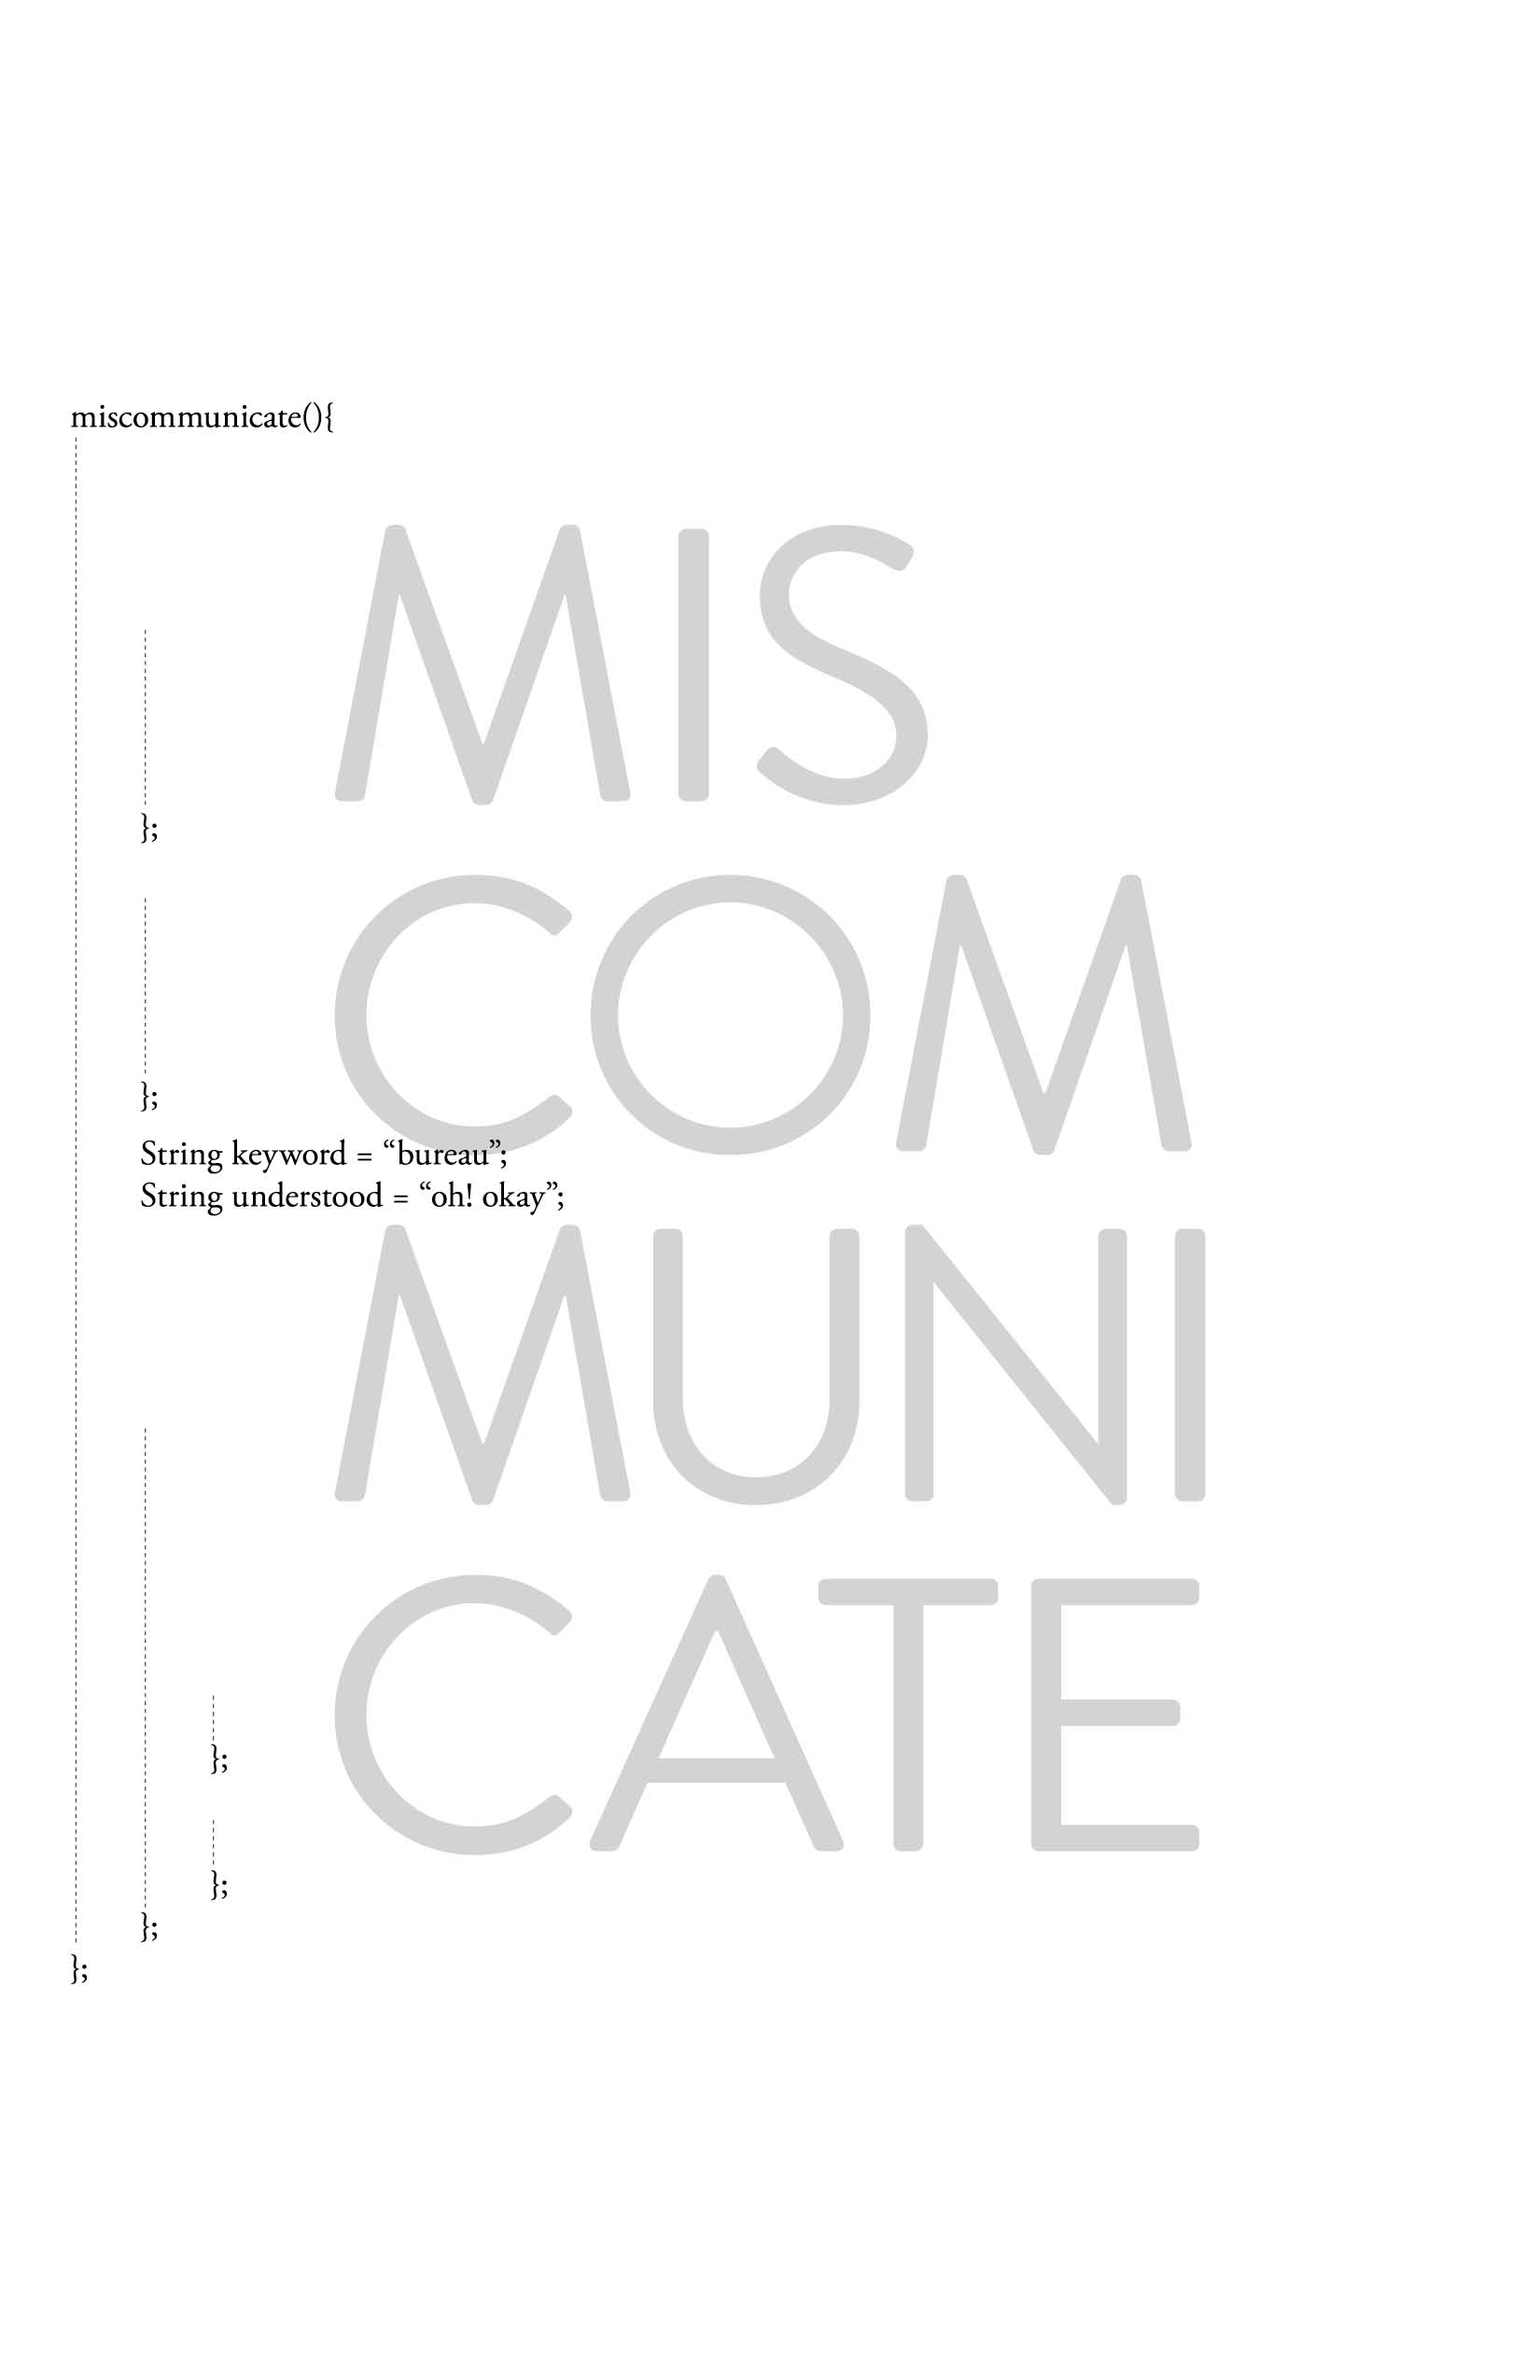 miscommunicate(){
MIS
};
COM
};
String keyword = “bureau”;
String understood = “oh! okay”;
MUNI
CATE
};
};
};
};